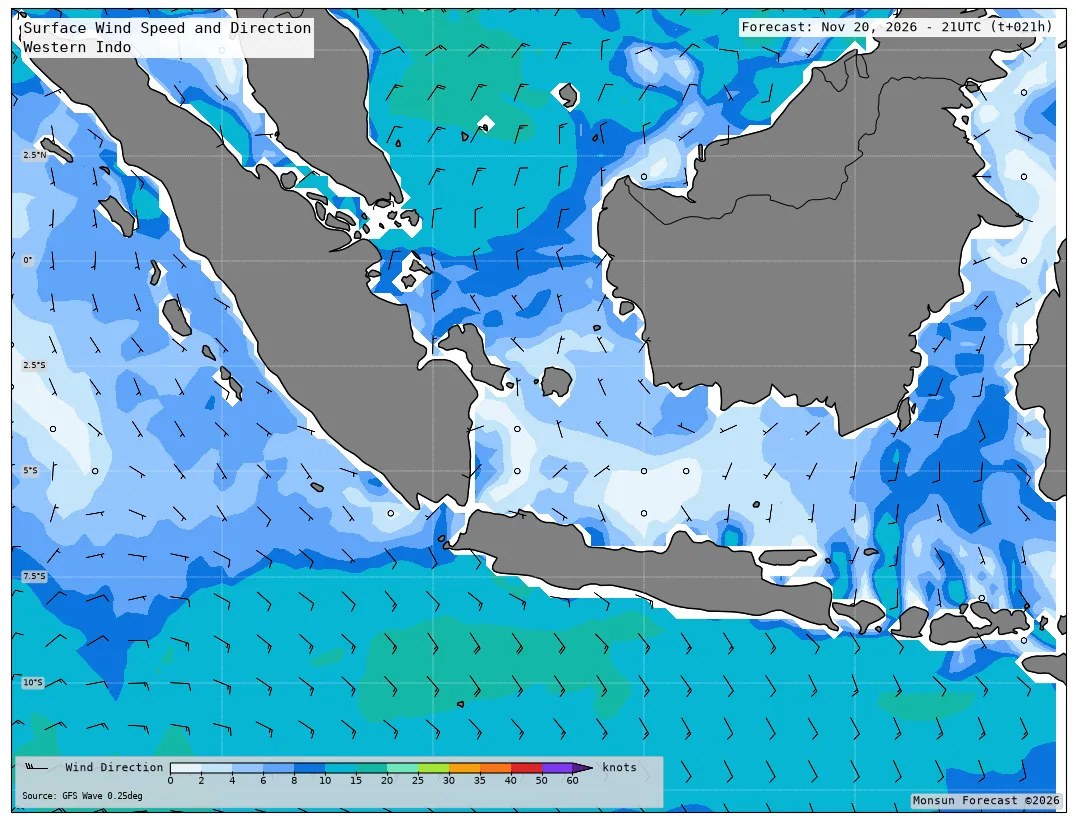 Surface Wind Speed and Direction
Western Indo
Forecast: Nov 20, 2026 - 21UTC (t+021h)
2.5°N
0°
2.5°S
5°S
7.5°S
10°S
Wind Direction
0 2 4 6 8 10 15 20 25 30 35 40 50 60
knots
Source: GFS Wave 0.25deg
Monsun Forecast ©2026